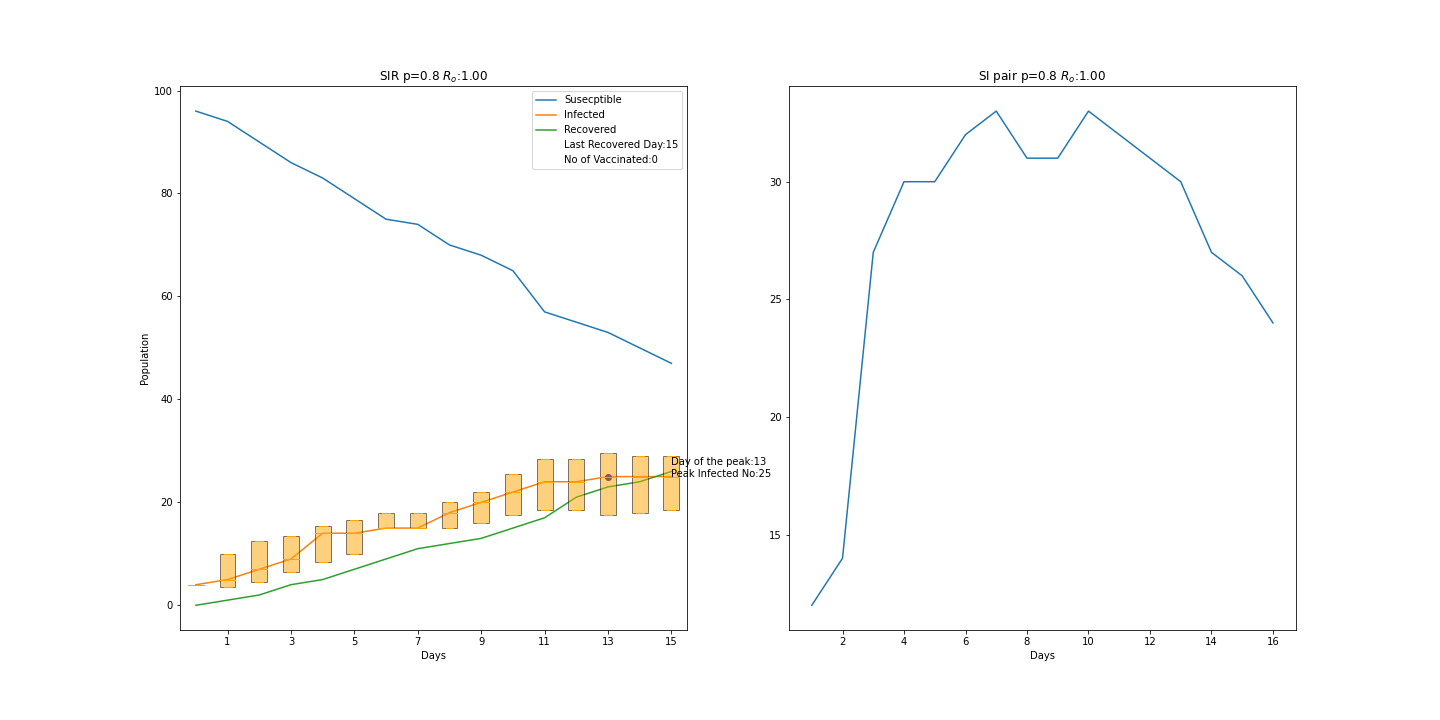 SIR p=0.8 Rₒ:1.00
100
80
60
40
20
0
Population
Susecptible
Infected
Recovered
Last Recovered Day:15
No of Vaccinated:0
Day of the peak:13
Peak Infected No:25
1 3 5 7 9 11 13 15
Days
SI pair p=0.8 Rₒ:1.00
30
25
20
15
2 4 6 8 10 12 14 16
Days